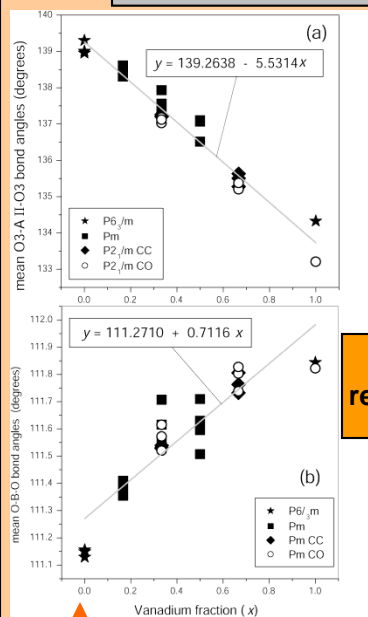 (a)
y = 139.2638 - 5.5314x
mean O3-A II-O3 bond angles (degrees)
140
139
138
137
136
135
134
133
P6₃/m
Pm
P2₁/m CC
P2₁/m CO
0.0 0.2 0.4 0.6 0.8 1.0
112.0
y = 111.2710 + 0.7116 x
mean O-B-O bond angles (degrees)
111.9
111.8
111.7
111.6
111.5
111.4
111.3
111.2
111.1
re
(b)
P6/₃m
Pm
Pm CC
Pm CO
0.0 0.2 0.4 0.6 0.8 1.0
Vanadium fraction (x)